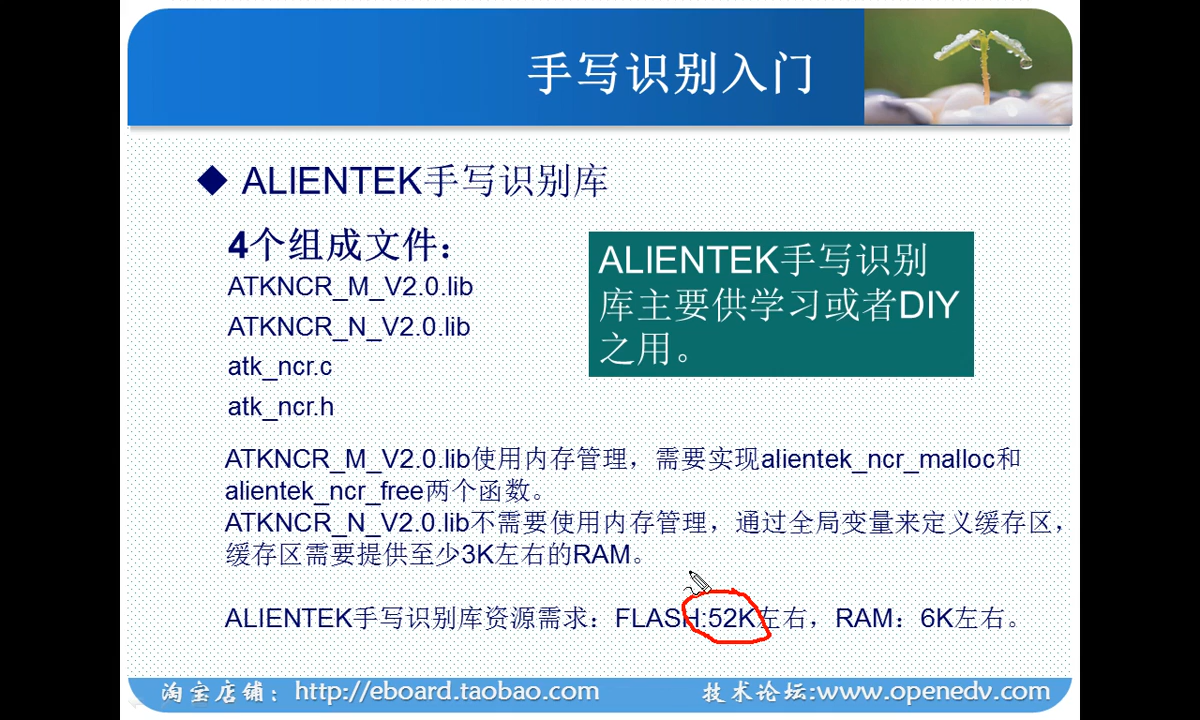 手写识别入门
ALIENTEK手写识别库
4个组成文件：
ATKNCR_M_V2.0.lib
ATKNCR_N_V2.0.lib
atk_ncr.c
atk_ncr.h
ALIENTEK手写识别
库主要供学习或者DIY
之用。
ATKNCR_M_V2.0.lib使用内存管理，需要实现alientek_ncr_malloc和
alientek_ncr_free两个函数。
ATKNCR_N_V2.0.lib不需要使用内存管理，通过全局变量来定义缓存区，
缓存区需要提供至少3K左右的RAM。
ALIENTEK手写识别库资源需求：FLASH:52K左右，RAM：6K左右。
淘宝店铺：http://eboard.taobao.com
技术论坛:www.openedv.com